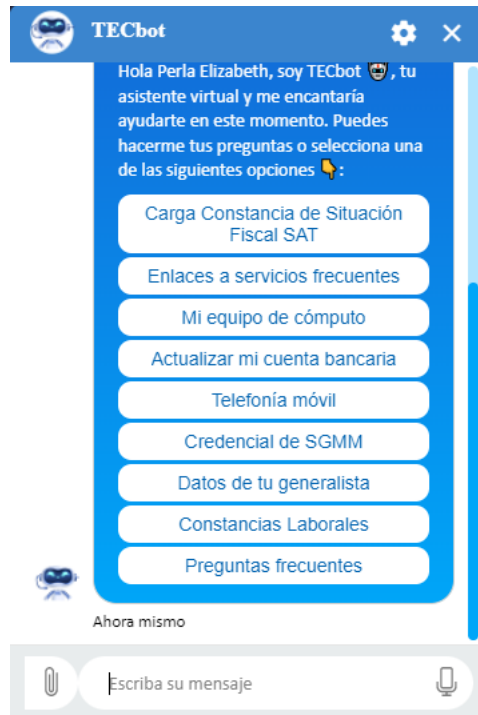 TECbot
Hola Perla Elizabeth, soy TECbot 🤖, tu
asistente virtual y me encantaría
ayudarte en este momento. Puedes
hacerme tus preguntas o selecciona una
de las siguientes opciones 👇:
Carga Constancia de Situación
Fiscal SAT
Enlaces a servicios frecuentes
Mi equipo de cómputo
Actualizar mi cuenta bancaria
Telefonía móvil
Credencial de SGMM
Datos de tu generalista
Constancias Laborales
Preguntas frecuentes
Ahora mismo
Escriba su mensaje